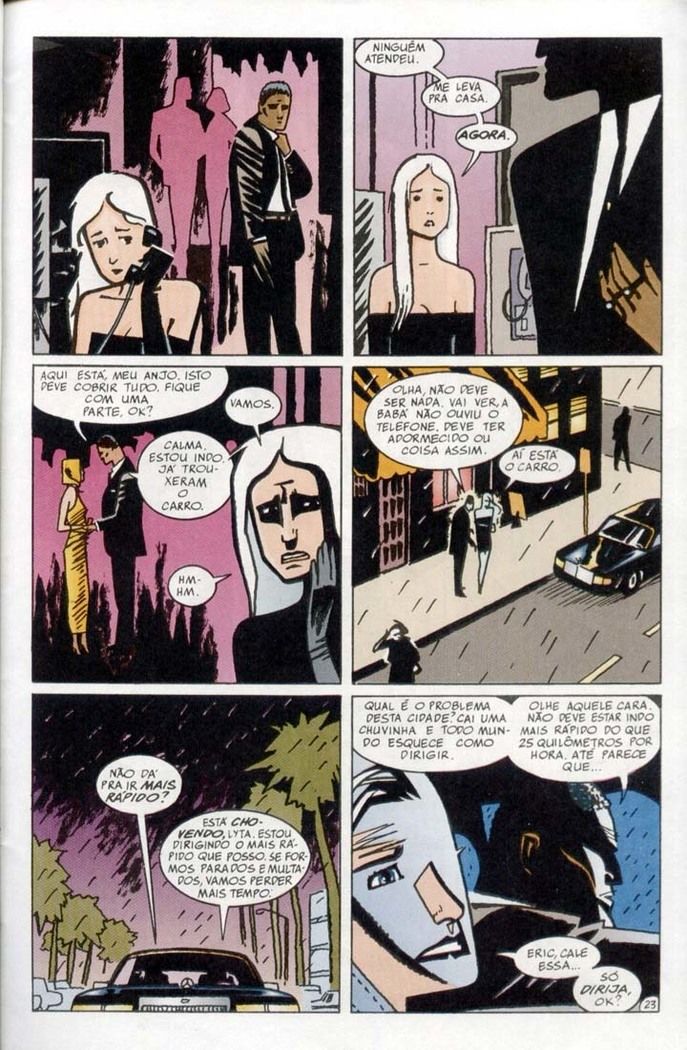 NINGUÉM
ATENDEU.
ME LEVA
PRA CASA.
AGORA.
AQUI ESTÁ, MEU ANJO. ISTO
DEVE COBRIR TUDO. FIQUE
COM UMA
PARTE, OK?
VAMOS.
CALMA.
ESTOU INDO.
JÁ TROU-
XERAM
O
CARRO.
HM-
HM.
OLHA, NÃO DEVE
SER NADA. VAI VER, A
BABÁ NÃO OUVIU O
TELEFONE. DEVE TER
ADORMECIDO OU
COISA ASSIM.
AÍ ESTÁ
O CARRO.
NÃO DÁ
PRA IR MAIS
RÁPIDO?
ESTÁ CHO-
VENDO, LYTA. ESTOU
DIRIGINDO O MAIS RÁ-
PIDO QUE POSSO. SE FOR-
MOS PARADOS E MULTA-
DOS, VAMOS PERDER
MAIS TEMPO.
QUAL É O PROBLEMA
DESTA CIDADE? CAI UMA
CHUVINHA E TODO MUN-
DO ESQUECE COMO
DIRIGIR.
OLHE AQUELE CARA.
NÃO DEVE ESTAR INDO
MAIS RÁPIDO DO QUE
25 QUILÔMETROS POR
HORA. ATÉ PARECE
QUE...
ERIC, CALE
ESSA...
SÓ
DIRIJA,
OK?
23